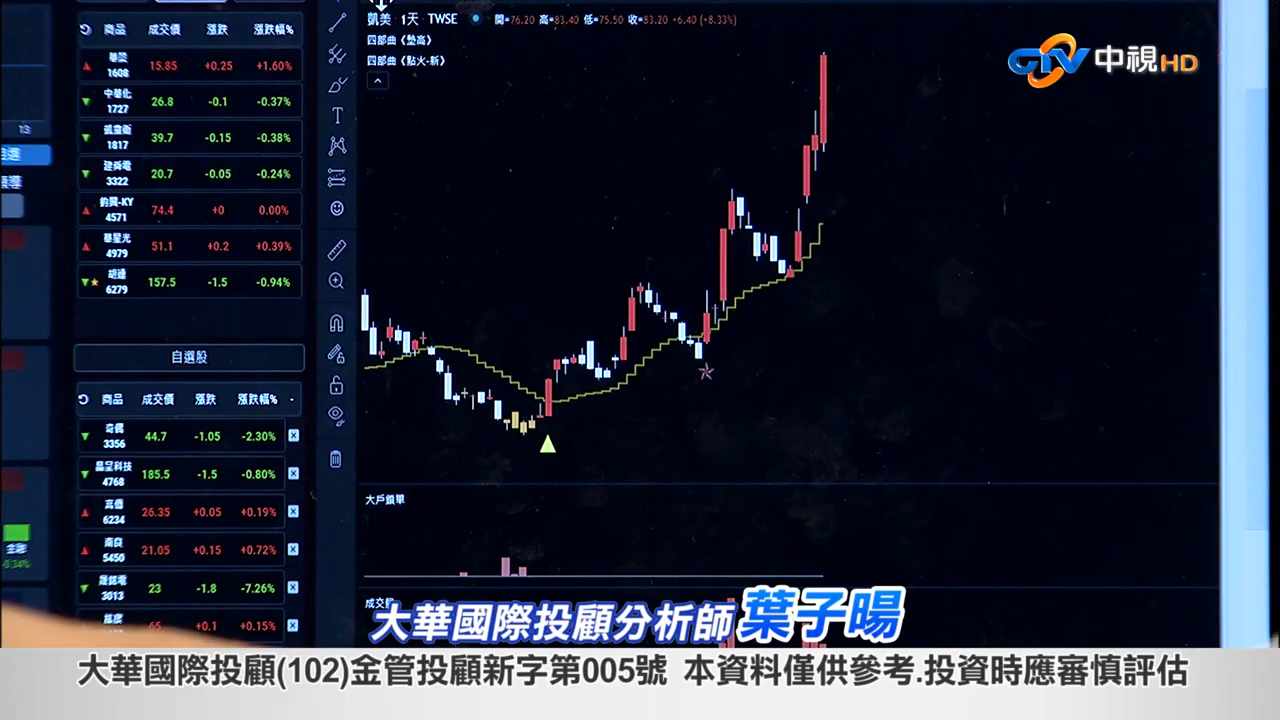 商品 成交價 漲跌 漲跌幅%
華榮 1608 15.85 +0.25 +1.60%
中華化 1727 26.8 -0.1 -0.37%
凱撒衛 1817 39.7 -0.15 -0.38%
建舜電 3322 20.7 -0.05 -0.24%
鈞興-KY 4571 74.4 +0 0.00%
華星光 4979 51.1 +0.2 +0.39%
胡連 6279 157.5 -1.5 -0.94%
自選股
商品 成交價 漲跌 漲跌幅%
奇偶 3356 44.7 -1.05 -2.30%
晶呈科技 4768 185.5 -1.5 -0.80%
高僑 6234 26.35 +0.05 +0.19%
南良 5450 21.05 +0.15 +0.72%
晟銘電 3013 23 -1.8 -7.26%
65 +0.1 +0.15%
13
凱美 1天 TWSE 開=76.20 高=83.40 低=75.50 收=83.20 +6.40 (+8.33%)
四部曲《墊高》
四部曲《點火-新》
CTV 中視HD
大戶鎖單
成交
大華國際投顧分析師 葉子暘
大華國際投顧(102)金管投顧新字第005號 本資料僅供參考.投資時應審慎評估